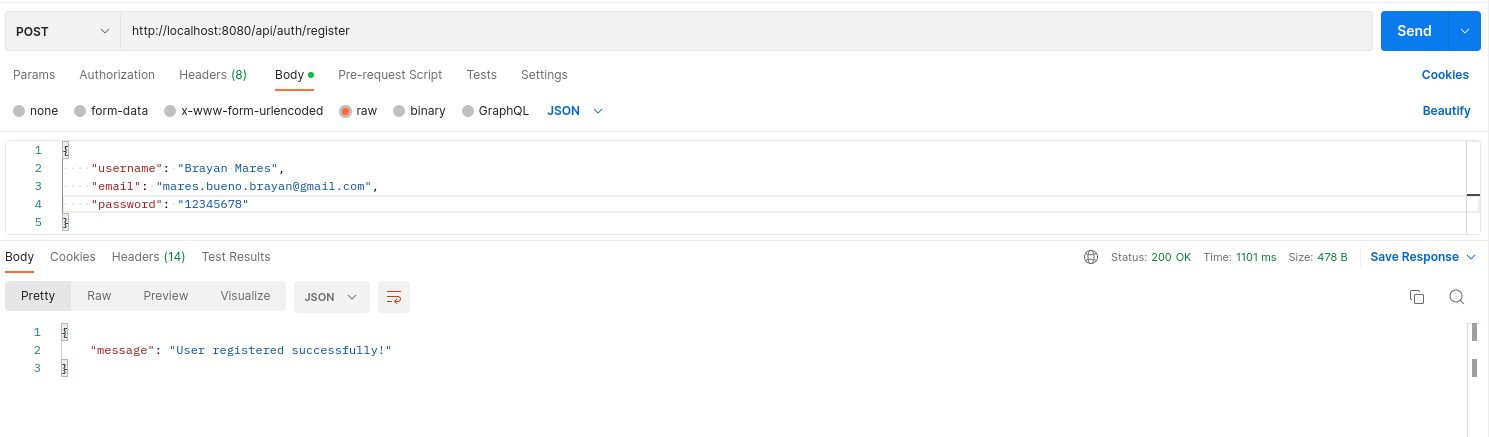 POST http://localhost:8080/api/auth/register Send
Params Authorization Headers (8) Body Pre-request Script Tests Settings Cookies
none form-data x-www-form-urlencoded raw binary GraphQL JSON Beautify
1 {
2 "username": "Brayan Mares",
3 "email": "mares.bueno.brayan@gmail.com",
4 "password": "12345678"
5 }
Body Cookies Headers (14) Test Results Status: 200 OK Time: 1101 ms Size: 478 B Save Response
Pretty Raw Preview Visualize JSON
1 {
2 "message": "User registered successfully!"
3 }